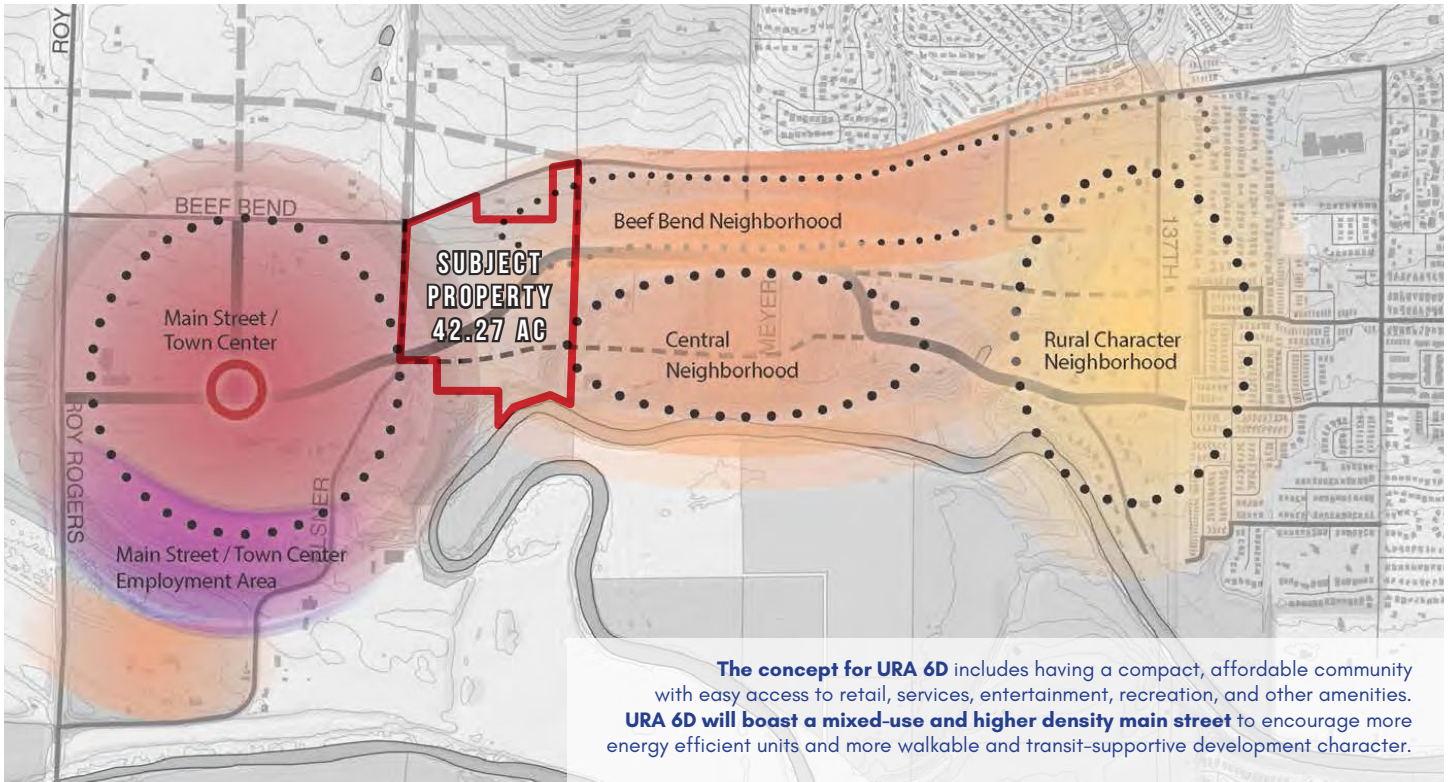 ROY
BEEF BEND
Beef Bend Neighborhood
137TH
SUBJECT
PROPERTY
42.27 AC
MEYER
Main Street /
Town Center
Central
Neighborhood
Rural Character
Neighborhood
ROY ROGERS
ELSNER
Main Street / Town Center
Employment Area
The concept for URA 6D includes having a compact, affordable community
with easy access to retail, services, entertainment, recreation, and other amenities.
URA 6D will boast a mixed-use and higher density main street to encourage more
energy efficient units and more walkable and transit-supportive development character.